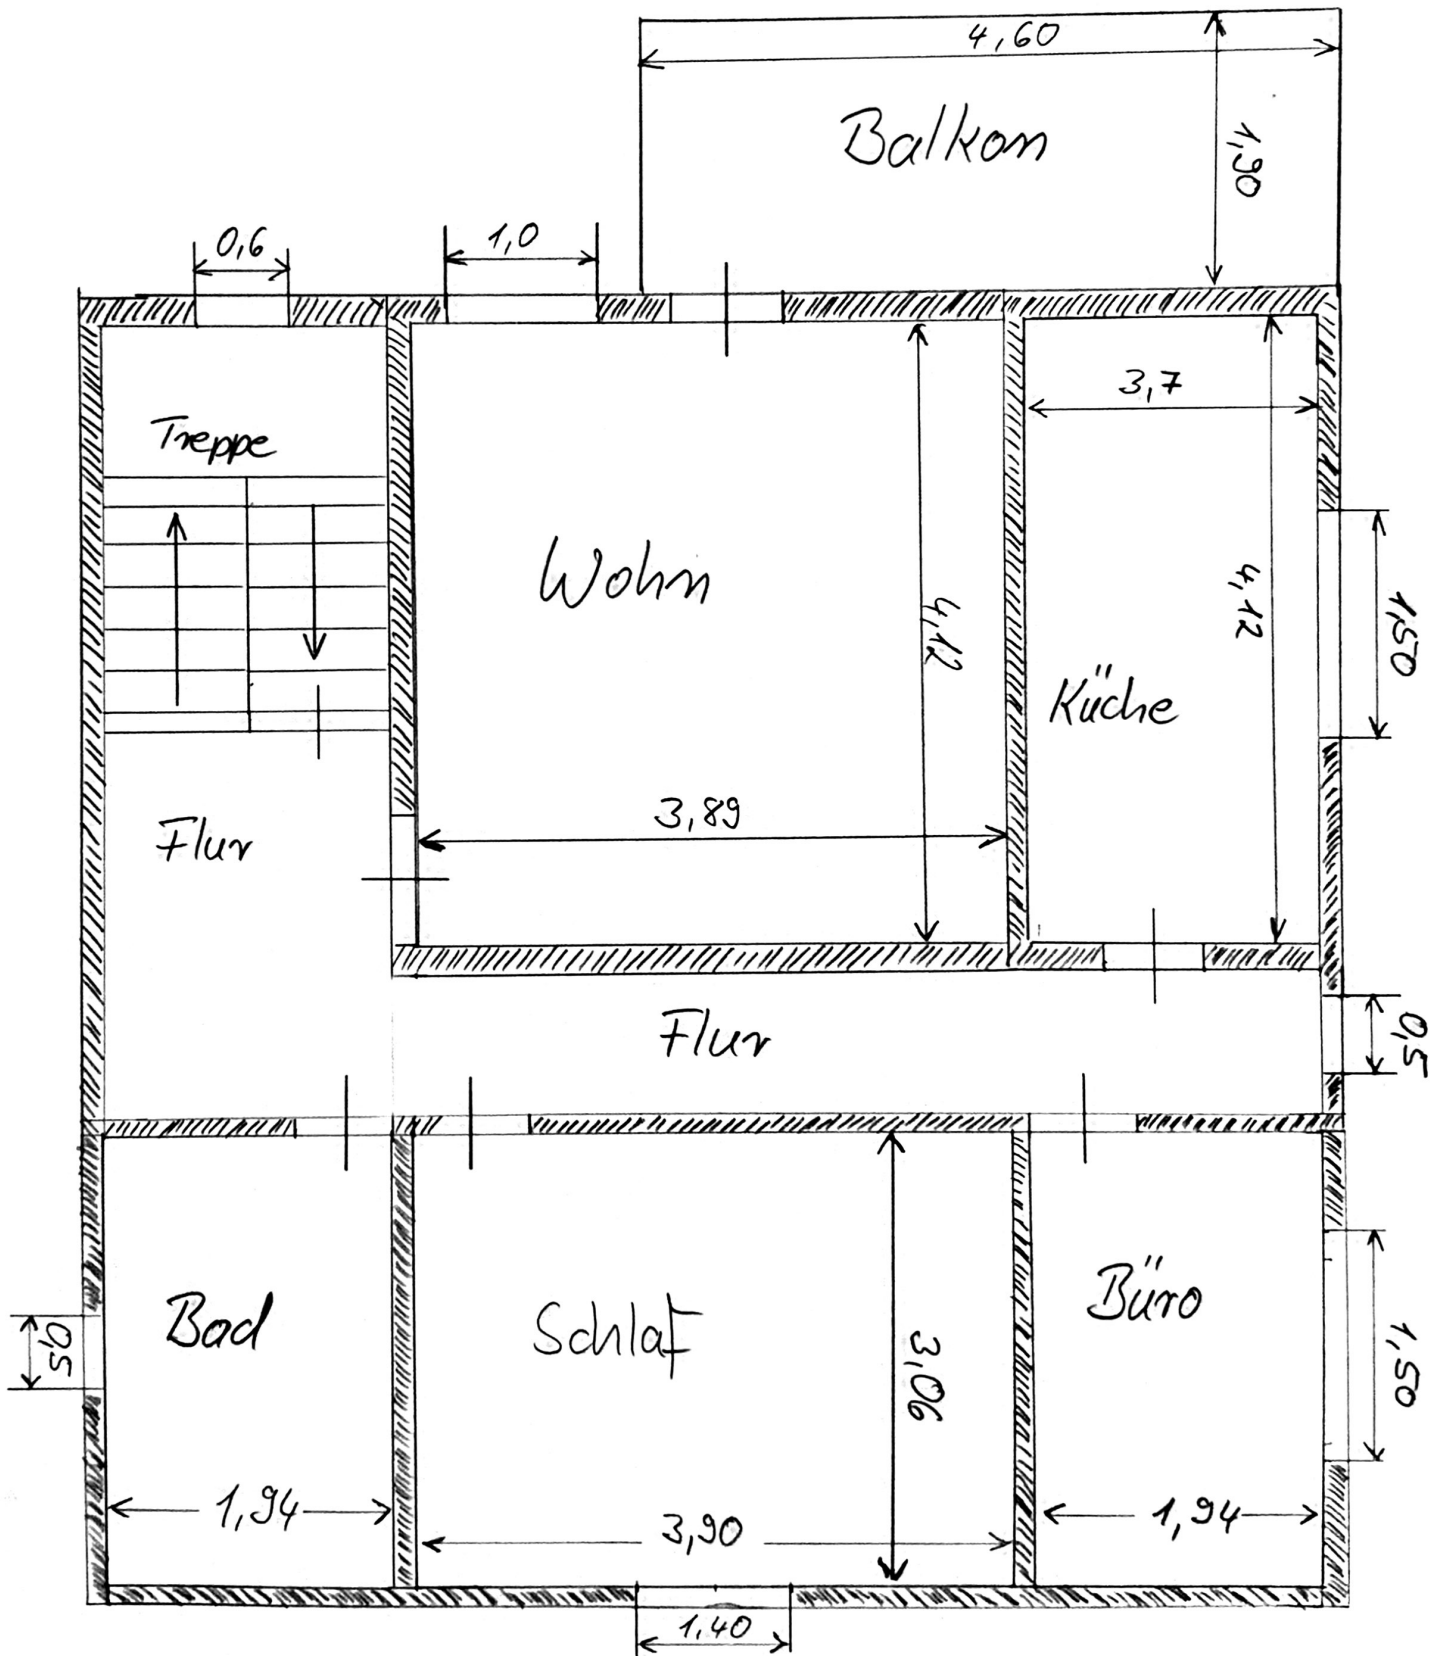 4,60
Balkon
1,90
0,6
1,0
3,7
Treppe
Wohn
4,12
4,12
1,50
Küche
3,89
Flur
Flur
0,5
Bad
Schlaf
Büro
0,5
3,06
1,50
1,94
3,90
1,94
1,40